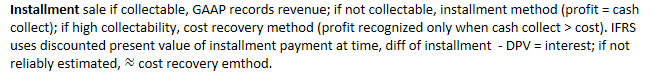 Installment sale if collectable, GAAP records revenue; if not collectable, installment method (profit = cash
collect); if high collectability, cost recovery method (profit recognized only when cash collect > cost). IFRS
uses discounted present value of installment payment at time, diff of installment - DPV = interest; if not
reliably estimated, ≈ cost recovery emthod.